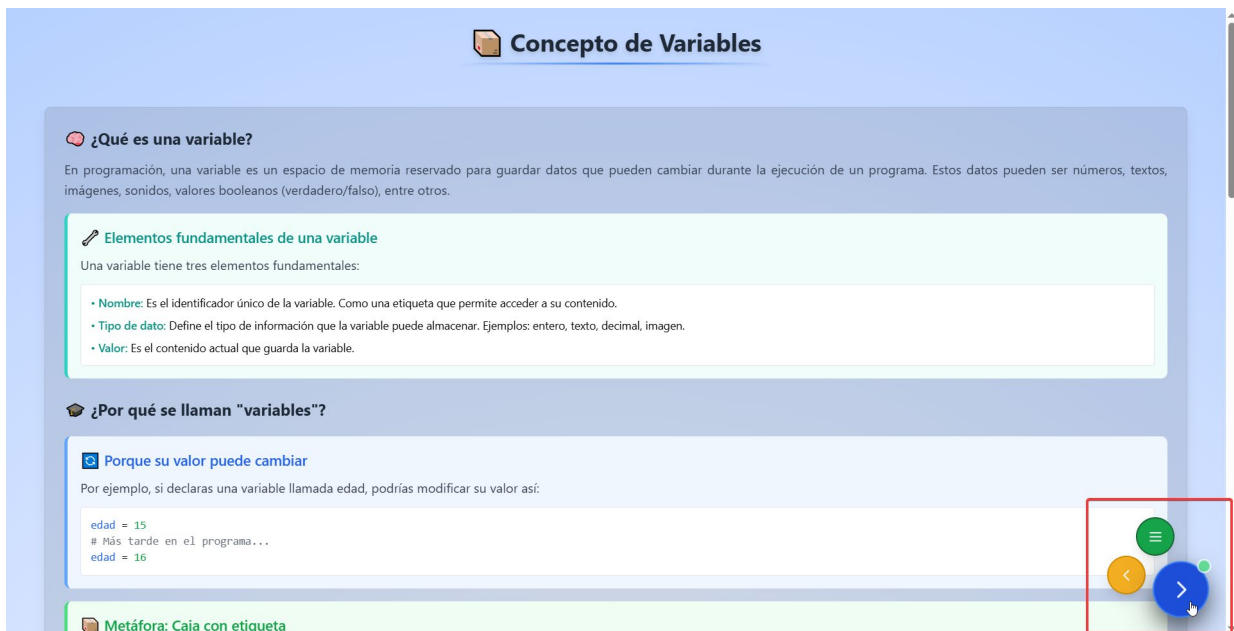 Concepto de Variables
¿Qué es una variable?
En programación, una variable es un espacio de memoria reservado para guardar datos que pueden cambiar durante la ejecución de un programa. Estos datos pueden ser números, textos,
imágenes, sonidos, valores booleanos (verdadero/falso), entre otros.
Elementos fundamentales de una variable
Una variable tiene tres elementos fundamentales:
• Nombre: Es el identificador único de la variable. Como una etiqueta que permite acceder a su contenido.
• Tipo de dato: Define el tipo de información que la variable puede almacenar. Ejemplos: entero, texto, decimal, imagen.
• Valor: Es el contenido actual que guarda la variable.
¿Por qué se llaman "variables"?
Porque su valor puede cambiar
Por ejemplo, si declaras una variable llamada edad, podrías modificar su valor así:
edad = 15
# Más tarde en el programa...
edad = 16
Metáfora: Caja con etiqueta